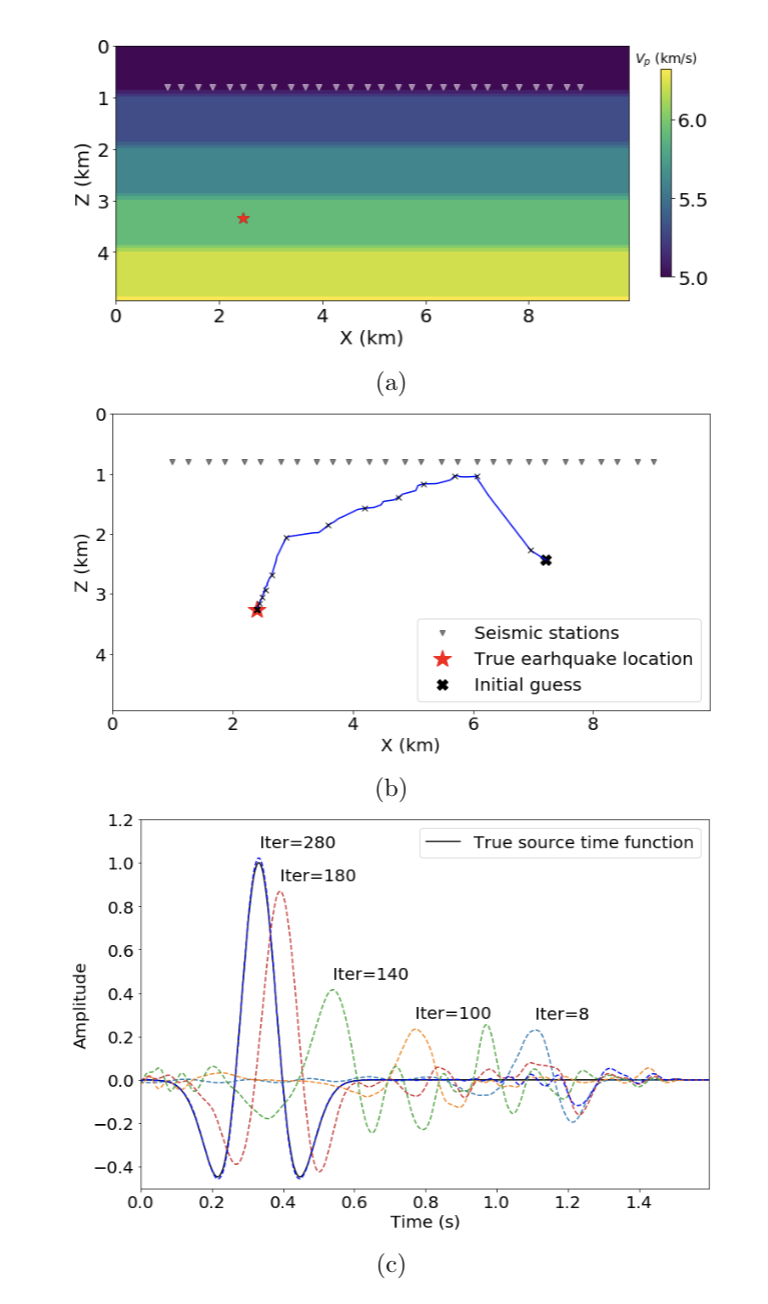 0
1
2
3
4
Z (km)
0 2 4 6 8
X (km)
Vp (km/s)
6.0
5.5
5.0
(a)
0
1
2
3
4
Z (km)
Seismic stations
True earhquake location
Initial guess
0 2 4 6 8
X (km)
(b)
1.2
1.0
0.8
0.6
0.4
0.2
0.0
−0.2
−0.4
Amplitude
Iter=280
Iter=180
Iter=140
Iter=100
Iter=8
True source time function
0.0 0.2 0.4 0.6 0.8 1.0 1.2 1.4
Time (s)
(c)